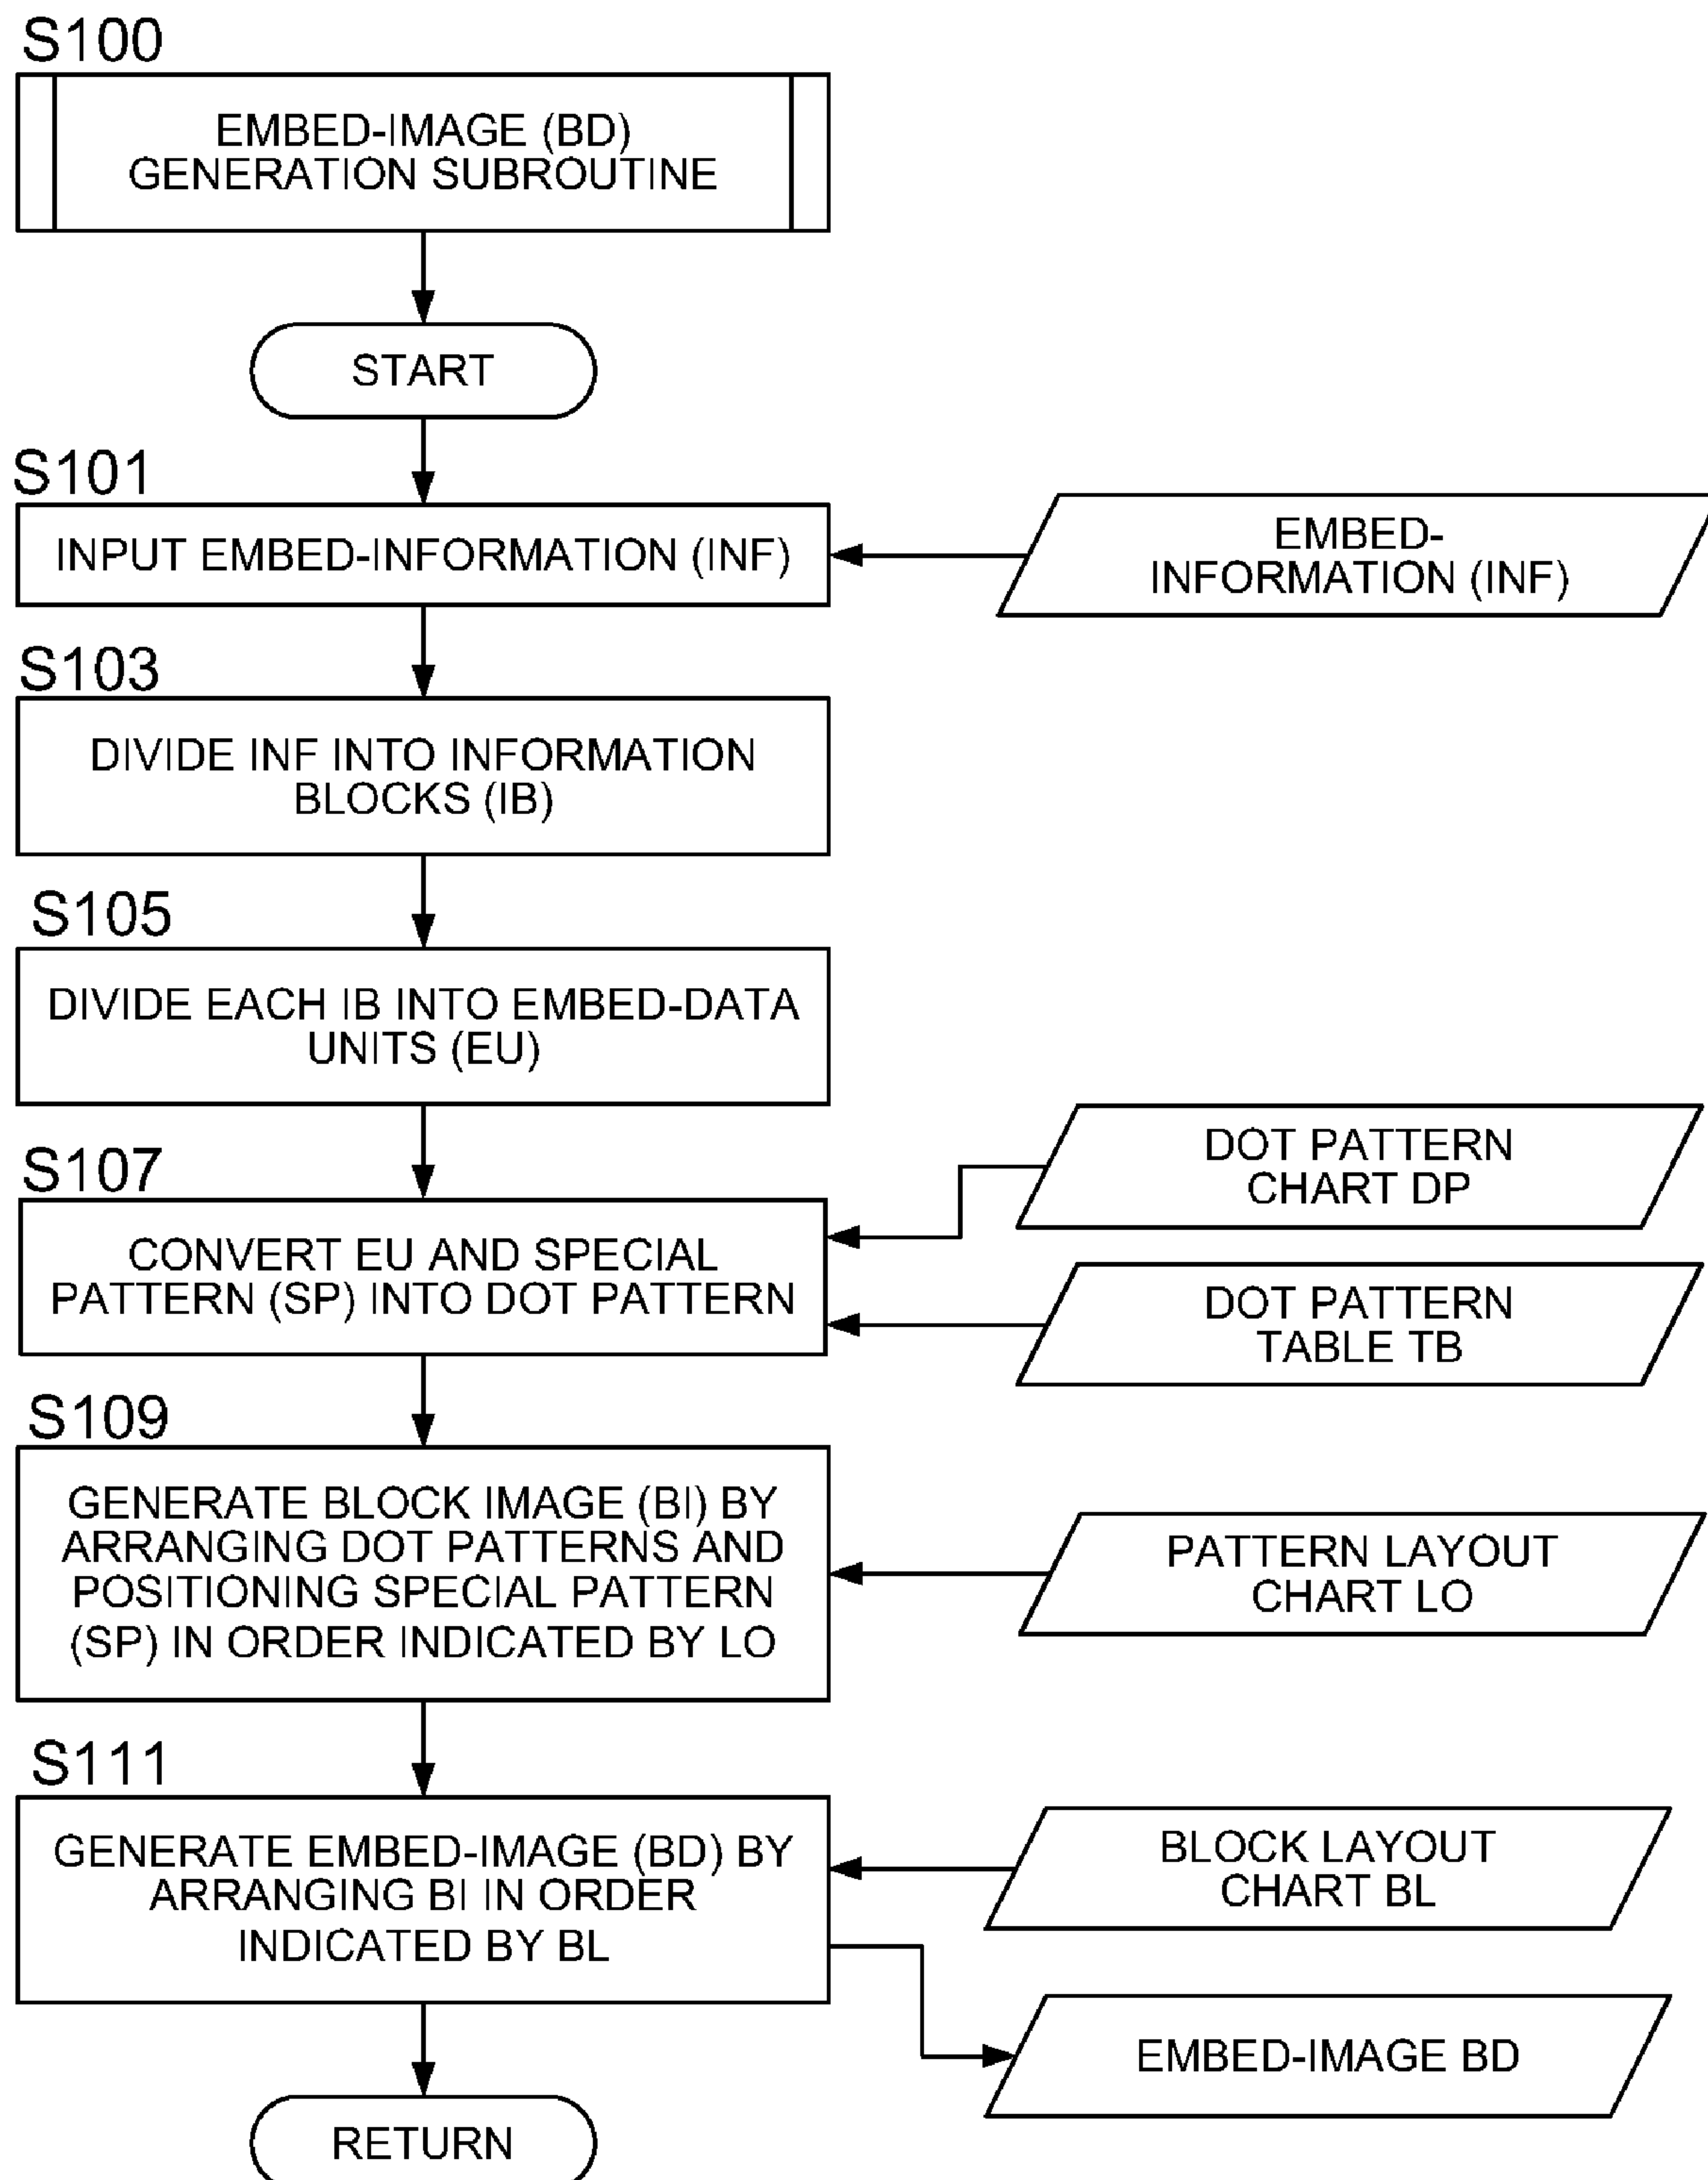 S100
EMBED-IMAGE (BD)
GENERATION SUBROUTINE
START
S101
INPUT EMBED-INFORMATION (INF)
EMBED-
INFORMATION (INF)
S103
DIVIDE INF INTO INFORMATION
BLOCKS (IB)
S105
DIVIDE EACH IB INTO EMBED-DATA
UNITS (EU)
S107
CONVERT EU AND SPECIAL
PATTERN (SP) INTO DOT PATTERN
DOT PATTERN
CHART DP
DOT PATTERN
TABLE TB
S109
GENERATE BLOCK IMAGE (BI) BY
ARRANGING DOT PATTERNS AND
POSITIONING SPECIAL PATTERN
(SP) IN ORDER INDICATED BY LO
PATTERN LAYOUT
CHART LO
S111
GENERATE EMBED-IMAGE (BD) BY
ARRANGING BI IN ORDER
INDICATED BY BL
BLOCK LAYOUT
CHART BL
EMBED-IMAGE BD
RETURN